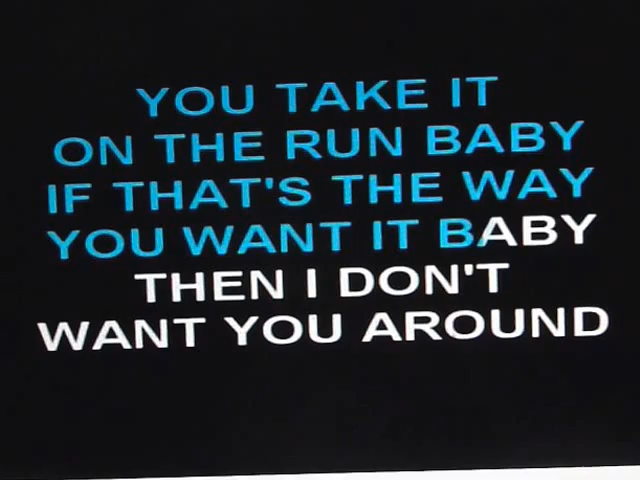 YOU TAKE IT
ON THE RUN BABY
IF THAT'S THE WAY
YOU WANT IT BABY
THEN I DON'T
WANT YOU AROUND